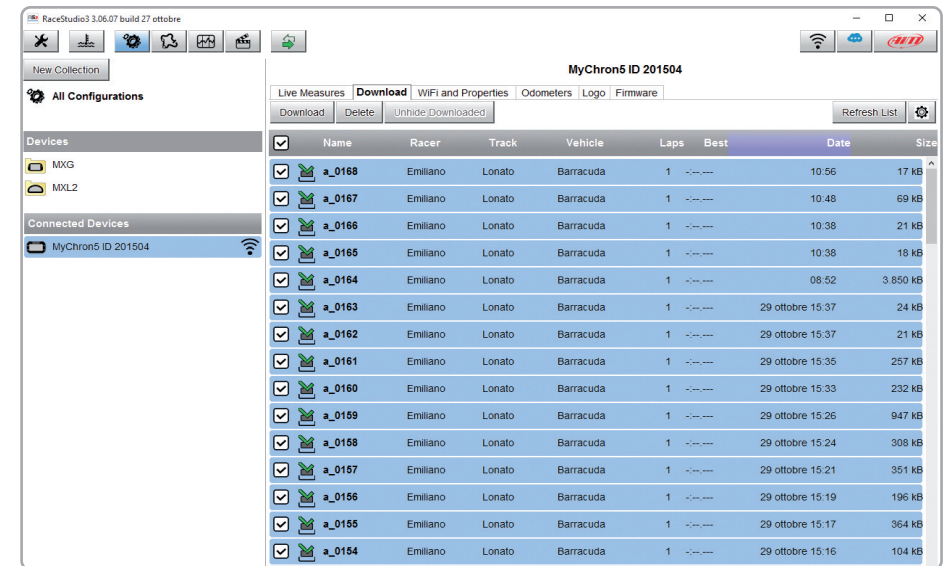 RaceStudio3 3.06.07 build 27 ottobre
AIM
New Collection
MyChron5 ID 201504
All Configurations
Live Measures Download WiFi and Properties Odometers Logo Firmware
Download Delete Unhide Downloaded Refresh List
Devices
Name Racer Track Vehicle Laps Best Date Size
MXG
MXL2
Connected Devices
MyChron5 ID 201504
a_0168 Emiliano Lonato Barracuda 1 -:--.--- 10:56 17 kB
a_0167 Emiliano Lonato Barracuda 1 -:--.--- 10:48 69 kB
a_0166 Emiliano Lonato Barracuda 1 -:--.--- 10:38 21 kB
a_0165 Emiliano Lonato Barracuda 1 -:--.--- 10:38 18 kB
a_0164 Emiliano Lonato Barracuda 1 -:--.--- 08:52 3.850 kB
a_0163 Emiliano Lonato Barracuda 1 -:--.--- 29 ottobre 15:37 24 kB
a_0162 Emiliano Lonato Barracuda 1 -:--.--- 29 ottobre 15:37 21 kB
a_0161 Emiliano Lonato Barracuda 1 -:--.--- 29 ottobre 15:35 257 kB
a_0160 Emiliano Lonato Barracuda 1 -:--.--- 29 ottobre 15:33 232 kB
a_0159 Emiliano Lonato Barracuda 1 -:--.--- 29 ottobre 15:26 947 kB
a_0158 Emiliano Lonato Barracuda 1 -:--.--- 29 ottobre 15:24 308 kB
a_0157 Emiliano Lonato Barracuda 1 -:--.--- 29 ottobre 15:21 351 kB
a_0156 Emiliano Lonato Barracuda 1 -:--.--- 29 ottobre 15:19 196 kB
a_0155 Emiliano Lonato Barracuda 1 -:--.--- 29 ottobre 15:17 364 kB
a_0154 Emiliano Lonato Barracuda 1 -:--.--- 29 ottobre 15:16 104 kB